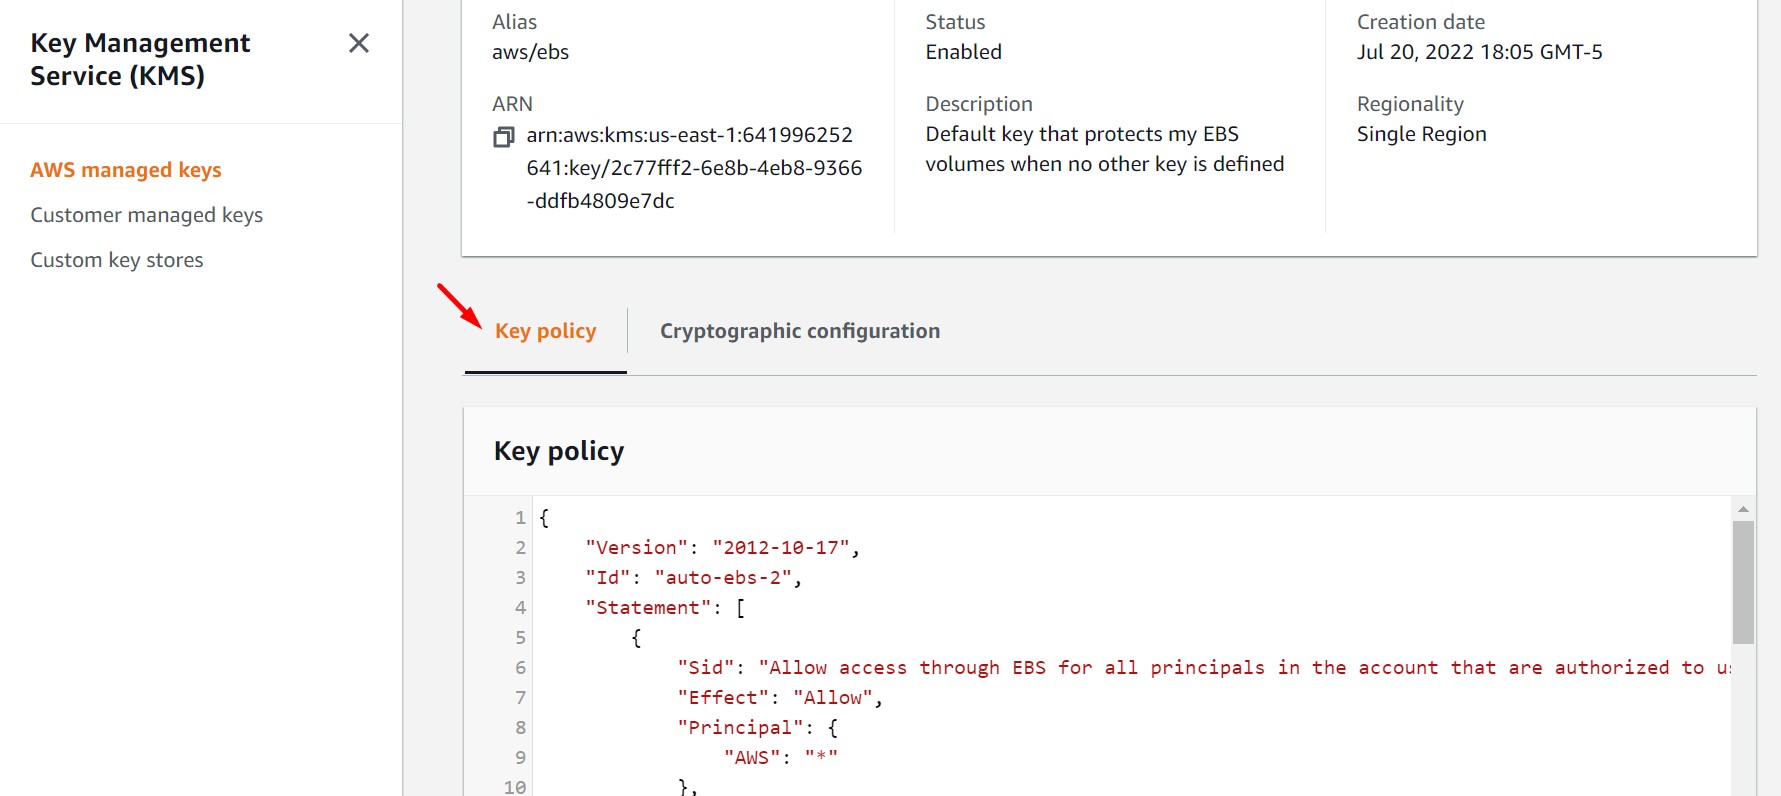 Key Management
Service (KMS)
AWS managed keys
Customer managed keys
Custom key stores
Alias
aws/ebs
ARN
arn:aws:kms:us-east-1:641996252
641:key/2c77fff2-6e8b-4eb8-9366
-ddfb4809e7dc
Status
Enabled
Description
Default key that protects my EBS
volumes when no other key is defined
Creation date
Jul 20, 2022 18:05 GMT-5
Regionality
Single Region
Key policy
Cryptographic configuration
Key policy
1 {
2 "Version": "2012-10-17",
3 "Id": "auto-ebs-2",
4 "Statement": [
5 {
6 "Sid": "Allow access through EBS for all principals in the account that are authorized to
7 "Effect": "Allow",
8 "Principal": {
9 "AWS": "*"
10 },